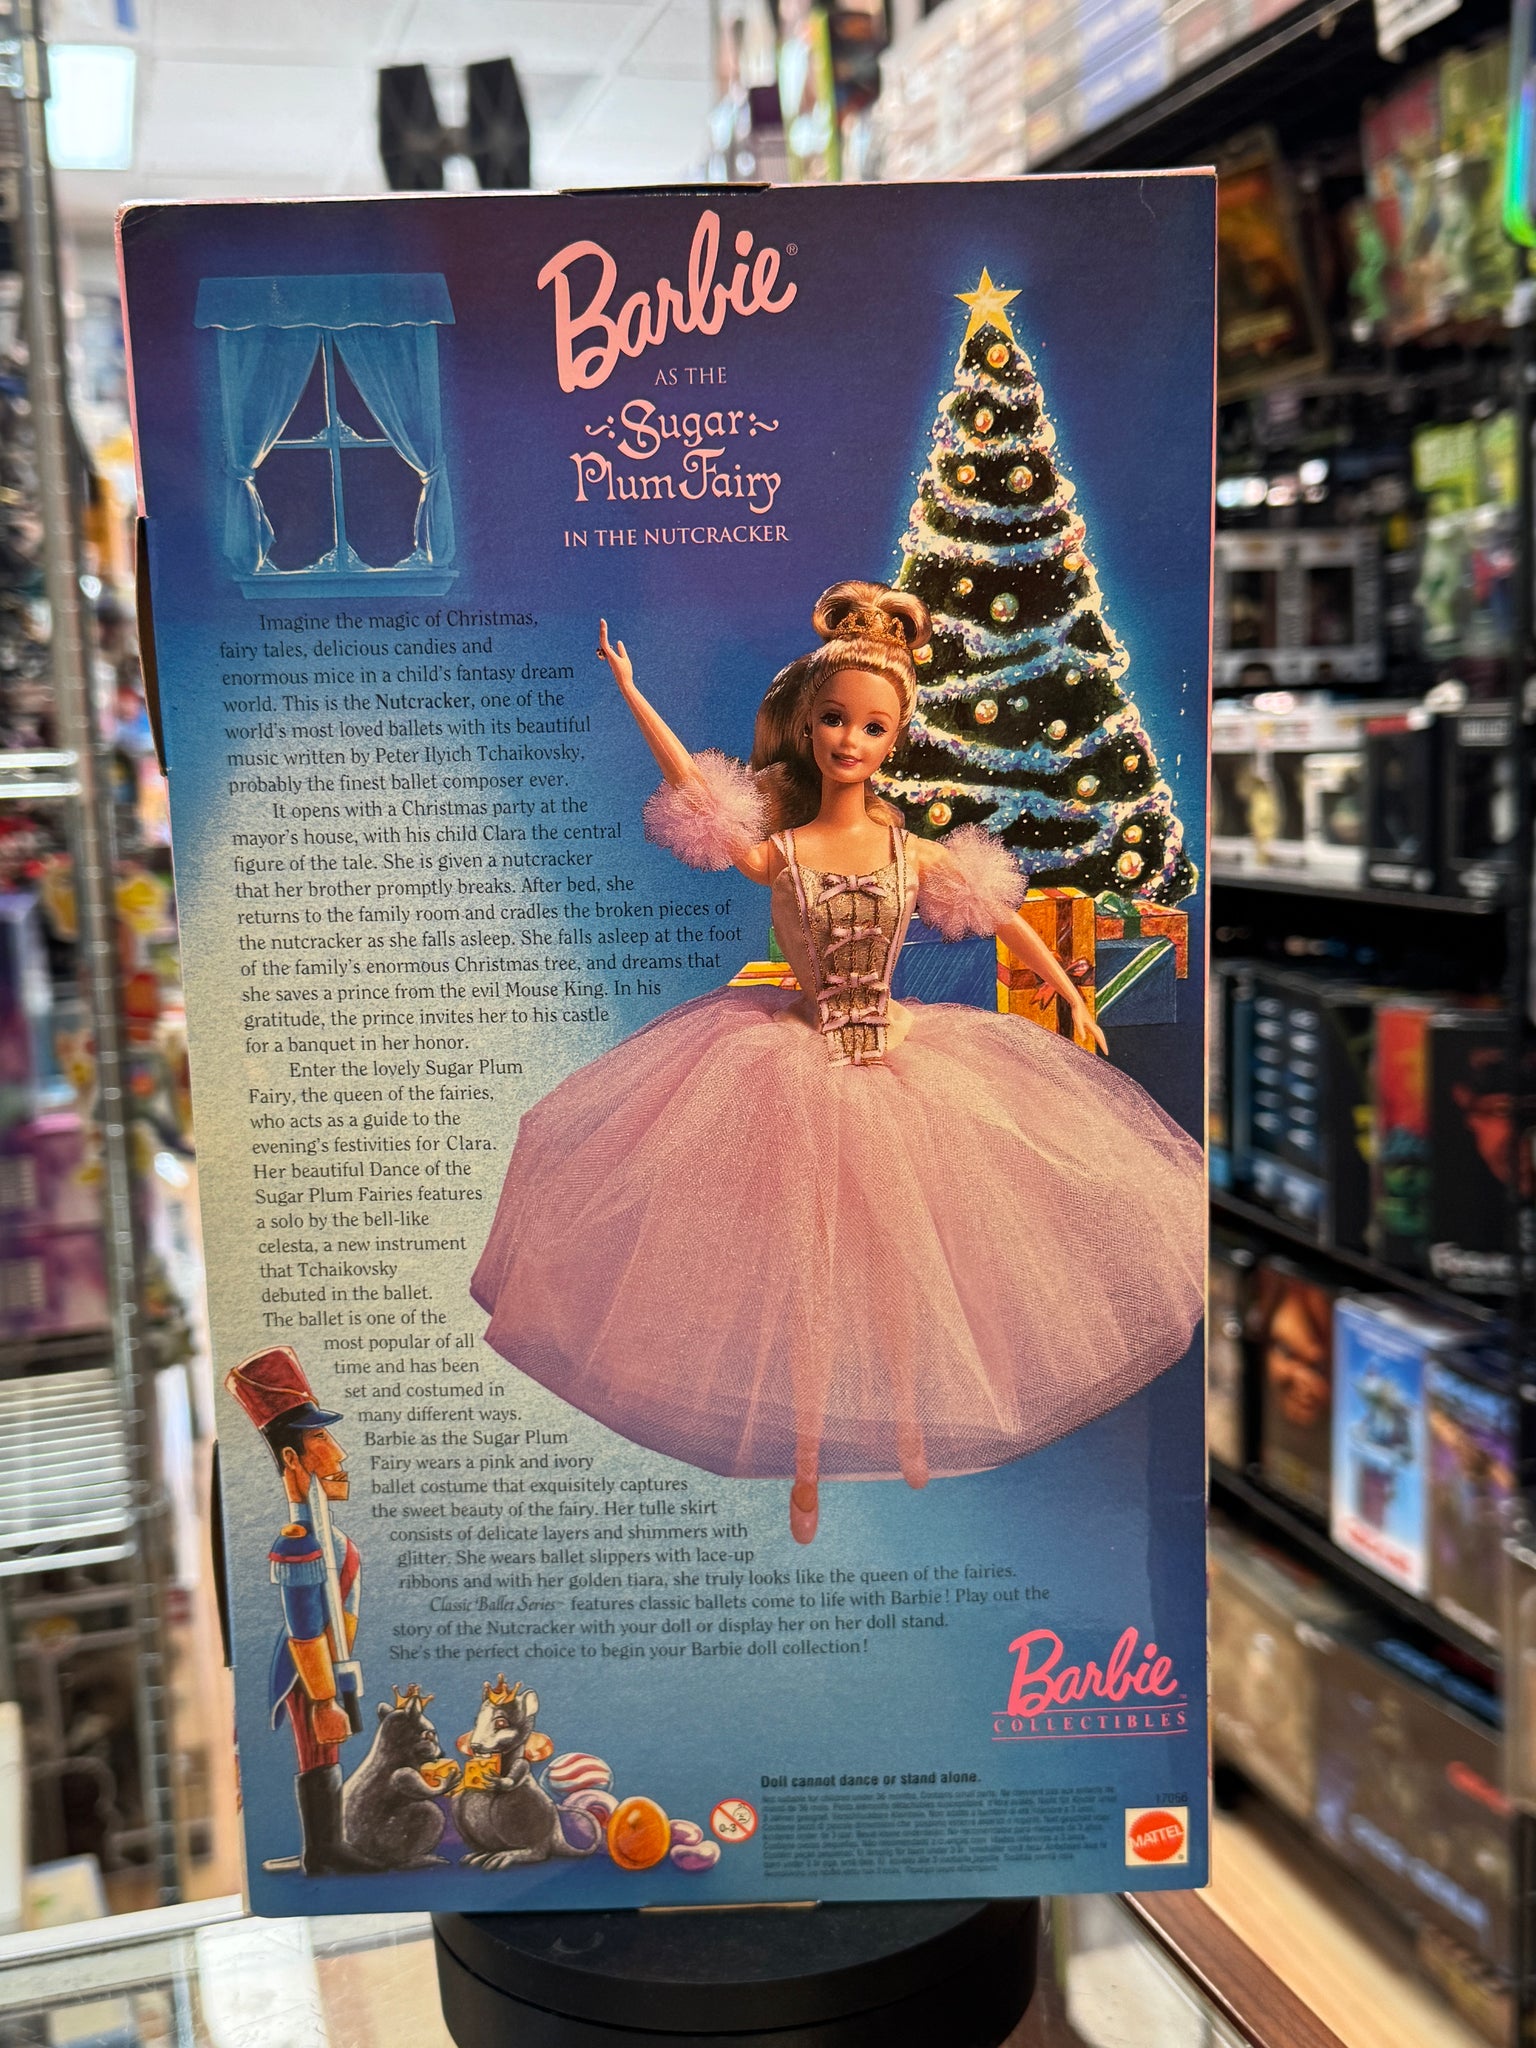 Barbie®
AS THE
Sugar
Plum Fairy
IN THE NUTCRACKER
Imagine the magic of Christmas,
fairy tales, delicious candies and
enormous mice in a child's fantasy dream
world. This is the Nutcracker, one of the
world's most loved ballets with its beautiful
music written by Peter Ilyich Tchaikovsky,
probably the finest ballet composer ever.
It opens with a Christmas party at the
mayor's house, with his child Clara the central
figure of the tale. She is given a nutcracker
that her brother promptly breaks. After bed, she
returns to the family room and cradles the broken pieces of
the nutcracker as she falls asleep. She falls asleep at the foot
of the family's enormous Christmas tree, and dreams that
she saves a prince from the evil Mouse King. In his
gratitude, the prince invites her to his castle
for a banquet in her honor.
Enter the lovely Sugar Plum
Fairy, the queen of the fairies,
who acts as a guide to the
evening's festivities for Clara.
Her beautiful Dance of the
Sugar Plum Fairies features
a solo by the bell-like
celesta, a new instrument
that Tchaikovsky
debuted in the ballet.
The ballet is one of the
most popular of all
time and has been
set and costumed in
many different ways.
Barbie as the Sugar Plum
Fairy wears a pink and ivory
ballet costume that exquisitely captures
the sweet beauty of the fairy. Her tulle skirt
consists of delicate layers and shimmers with
glitter. She wears ballet slippers with lace-up
ribbons and with her golden tiara, she truly looks like the queen of the fairies.
Classic Ballet Series™ features classic ballets come to life with Barbie! Play out the
story of the Nutcracker with your doll or display her on her doll stand.
She's the perfect choice to begin your Barbie doll collection!
Barbie™
COLLECTIBLES
Doll cannot dance or stand alone.
17056
0-3
MATTEL®